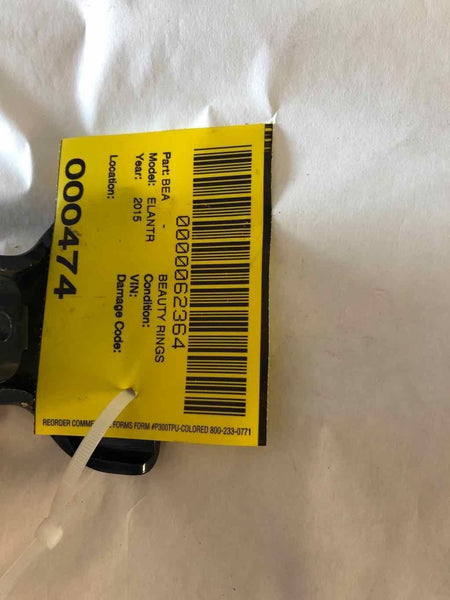 0000062364
Part: BEA - BEAUTY RINGS
Model: ELANTR Condition:
Year: 2015 VIN:
Damage Code:
Location:
000474
REORDER COMME FORMS FORM #P300TPU-COLORED 800-233-0771